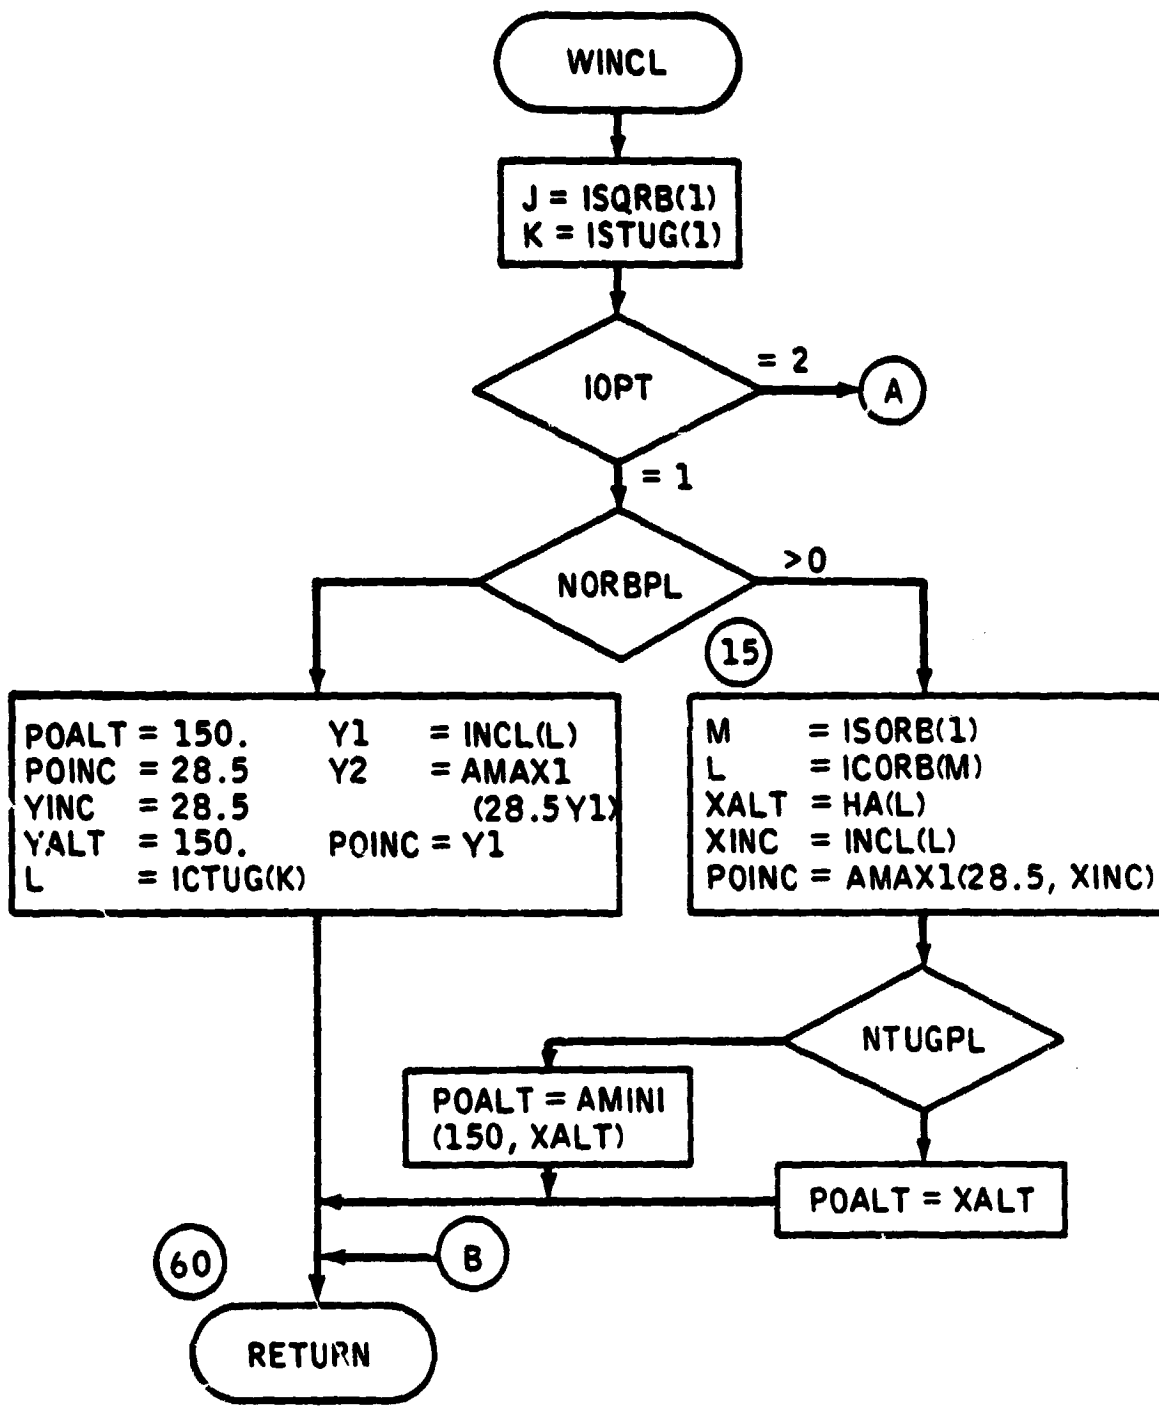 WINCL
J = ISQRB(1)
K = ISTUG(1)
IOPT
= 2
A
= 1
NORBPL
>0
15
POALT = 150.
POINC = 28.5
YINC = 28.5
YALT = 150.
L = ICTUG(K)
Y1 = INCL(L)
Y2 = AMAX1
(28.5Y1)
POINC = Y1
M = ISORB(1)
L = ICORB(M)
XALT = HA(L)
XINC = INCL(L)
POINC = AMAX1(28.5, XINC)
NTUGPL
POALT = AMINI
(150, XALT)
POALT = XALT
60
B
RETURN